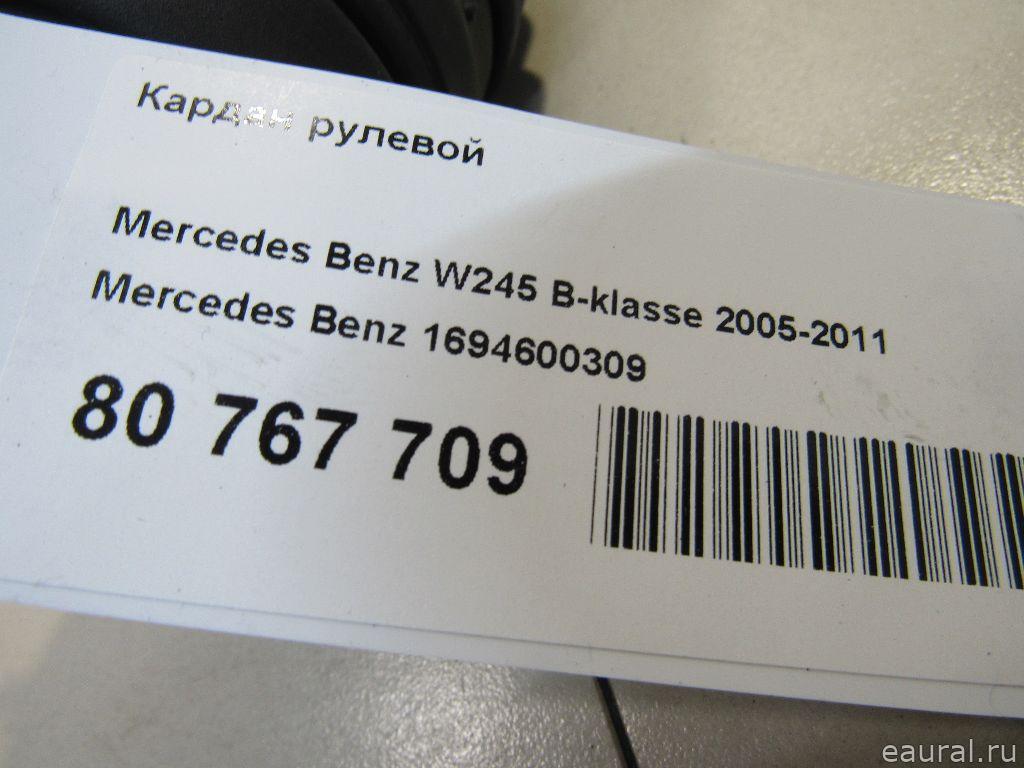 Кардан рулевой
Mercedes Benz W245 B-klasse 2005-2011
Mercedes Benz 1694600309
80 767 709
eaural.ru